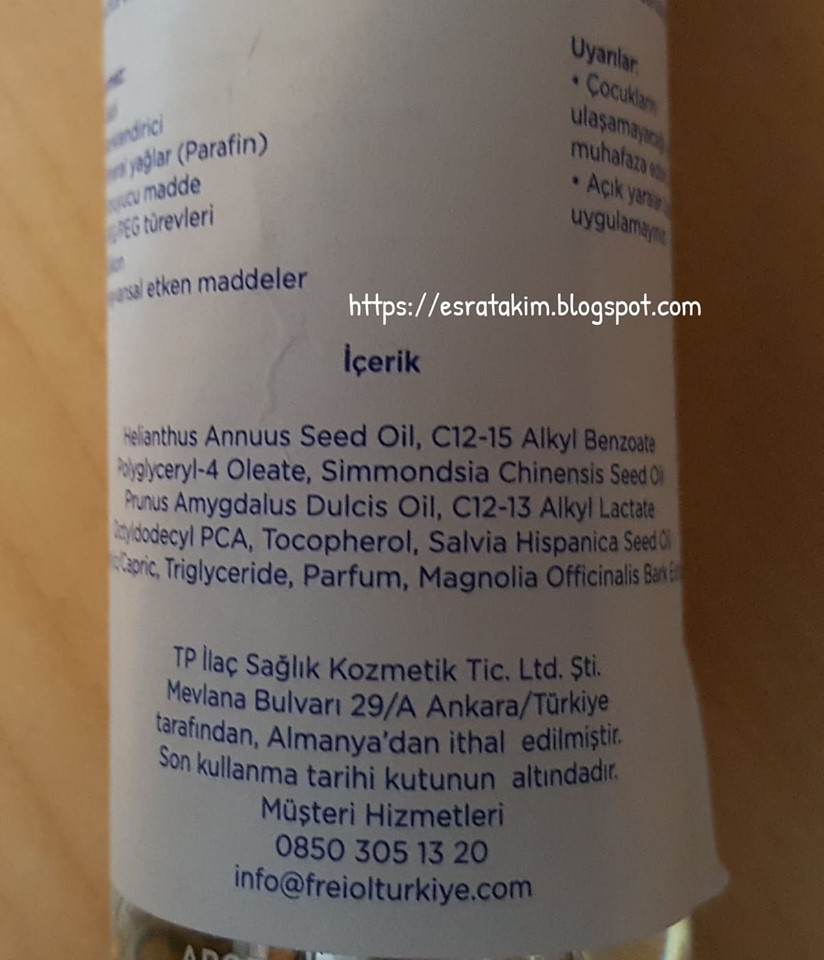 yağlar (Parafin)
madde
PEG türevleri
etken maddeler
Uyarılar:
• Çocukların
muhafaza
• Açık
https://esratakim.blogspot.com
İçerik
Helianthus Annuus Seed Oil, C12-15 Alkyl Benzoate
Polyglyceryl-4 Oleate, Simmondsia Chinensis Seed Oil
Prunus Amygdalus Dulcis Oil, C12-13 Alkyl Lactate
Octyldodecyl PCA, Tocopherol, Salvia Hispanica Seed Oil
Capric, Triglyceride, Parfum, Magnolia Officinalis Bark
TP İlaç Sağlık Kozmetik Tic. Ltd. Şti.
Mevlana Bulvarı 29/A Ankara/Türkiye
tarafından, Almanya'dan ithal edilmiştir.
Son kullanma tarihi kutunun altındadır.
Müşteri Hizmetleri
0850 305 13 20
info@freiolturkiye.com